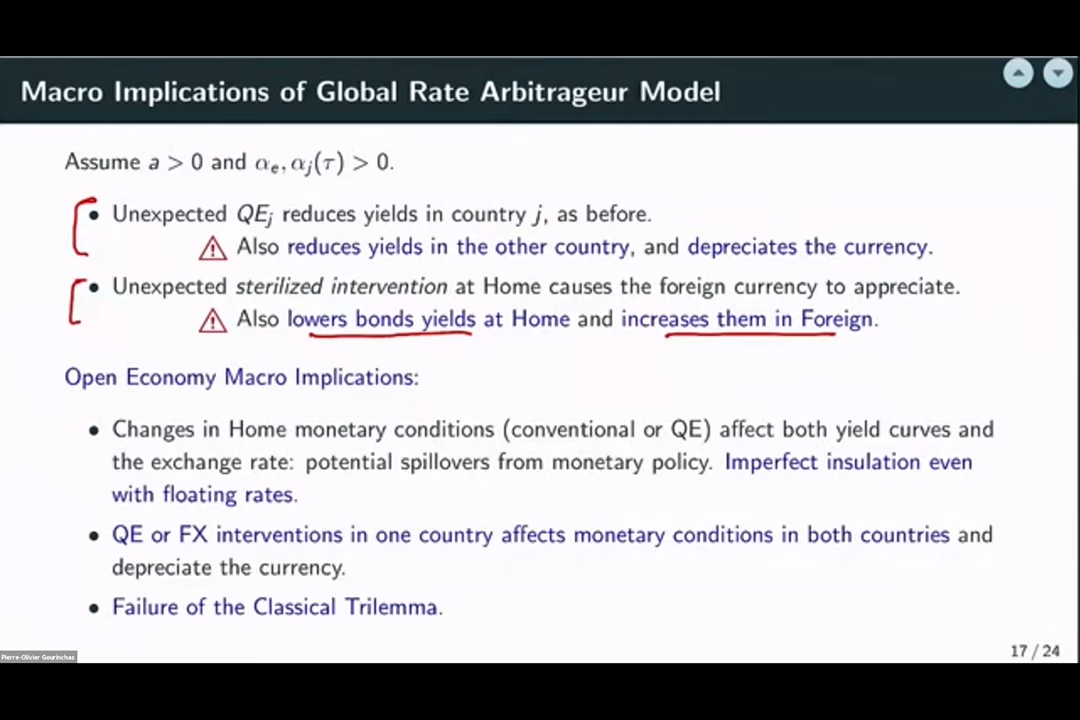 Macro Implications of Global Rate Arbitrageur Model
Assume a > 0 and αₑ, αⱼ(τ) > 0.
• Unexpected QEⱼ reduces yields in country j, as before.
⚠ Also reduces yields in the other country, and depreciates the currency.
• Unexpected sterilized intervention at Home causes the foreign currency to appreciate.
⚠ Also lowers bonds yields at Home and increases them in Foreign.
Open Economy Macro Implications:
• Changes in Home monetary conditions (conventional or QE) affect both yield curves and
the exchange rate: potential spillovers from monetary policy. Imperfect insulation even
with floating rates.
• QE or FX interventions in one country affects monetary conditions in both countries and
depreciate the currency.
• Failure of the Classical Trilemma.
17 / 24
Pierre-Olivier Gourinchas